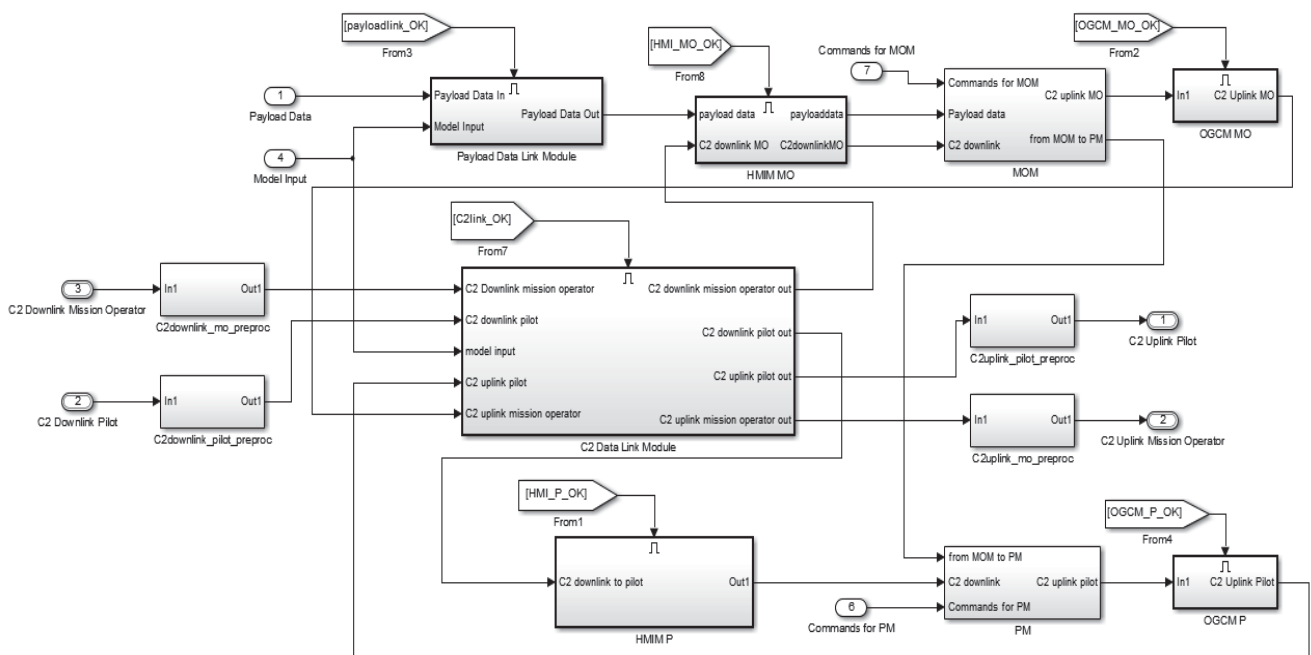 [payloadlink_OK]
From3
[HMI_MO_OK]
From8
Commands for MOM
7
[OGCM_MO_OK]
From2
1
Payload Data
4
Model Input
Payload Data In
Model Input
Payload Data Out
Payload Data Link Module
payload data
C2 downlink MO
payloaddata
C2downlinkMO
HMIM MO
Commands for MOM
Payload data
C2 downlink
C2 uplink MO
from MOM to PM
MOM
In1
C2 Uplink MO
OGCM MO
[C2link_OK]
From7
3
C2 Downlink Mission Operator
In1
Out1
C2downlink_mo_preproc
2
C2 Downlink Pilot
In1
Out1
C2downlink_pilot_preproc
C2 Downlink mission operator
C2 downlink pilot
model input
C2 uplink pilot
C2 uplink mission operator
C2 downlink mission operator out
C2 downlink pilot out
C2 uplink pilot out
C2 uplink mission operator out
C2 Data Link Module
In1
Out1
C2uplink_pilot_preproc
1
C2 Uplink Pilot
In1
Out1
C2uplink_mo_preproc
2
C2 Uplink Mission Operator
[HMI_P_OK]
From1
C2 downlink to pilot
Out1
HMIM P
6
Commands for PM
from MOM to PM
C2 downlink
Commands for PM
C2 uplink pilot
PM
[OGCM_P_OK]
From4
In1
C2 Uplink Pilot
OGCM P